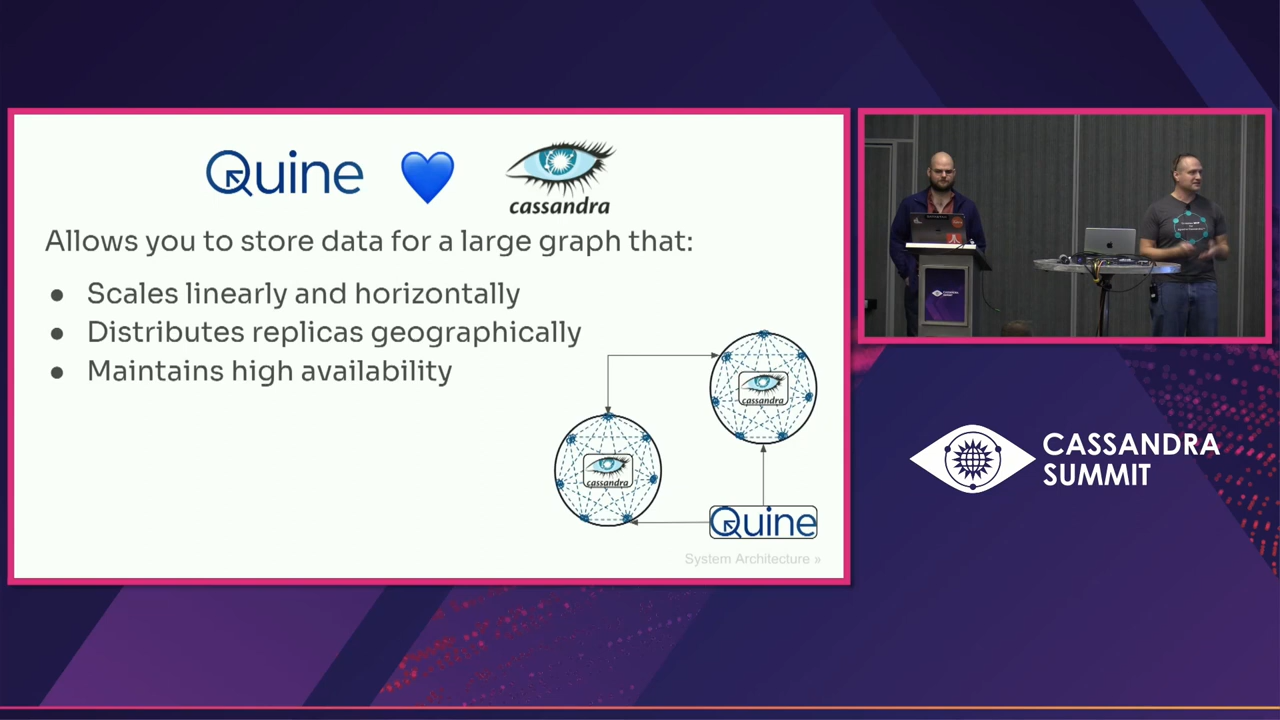 Quine
cassandra
Allows you to store data for a large graph that:
● Scales linearly and horizontally
● Distributes replicas geographically
● Maintains high availability
cassandra
cassandra
Quine
System Architecture »
CASSANDRA
SUMMIT